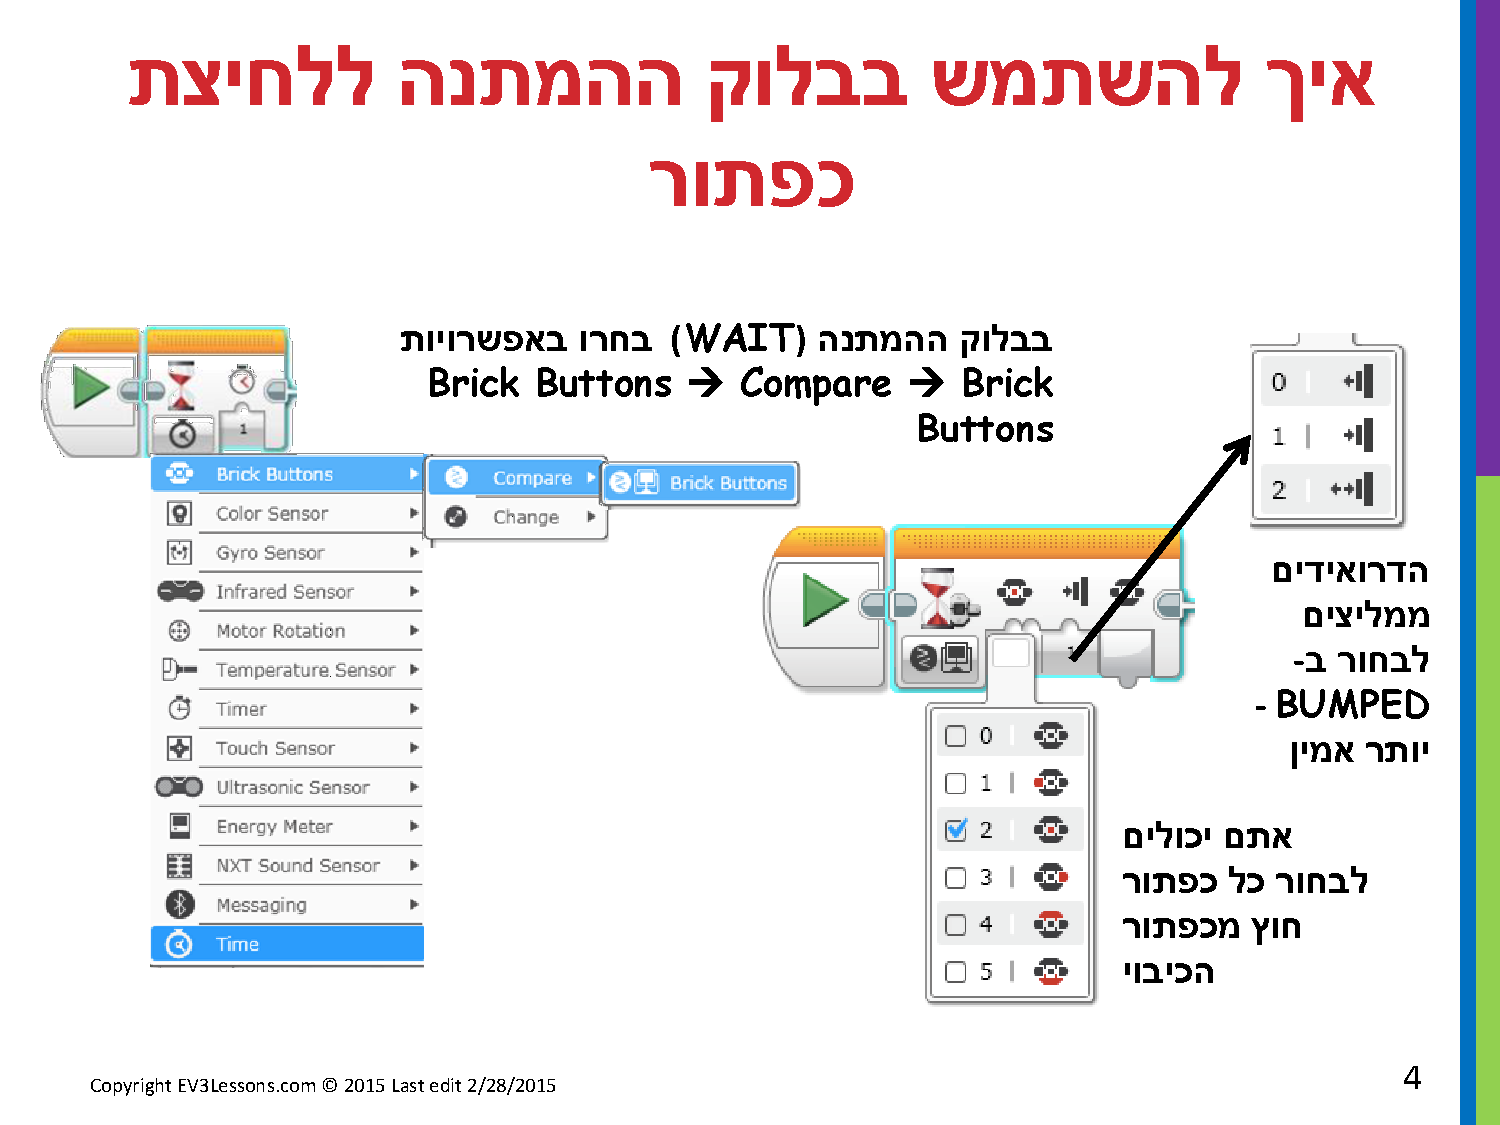 איך להשתמש בבלוק ההמתנה ללחיצת
כפתור
בבלוק ההמתנה (WAIT) בחרו באפשרויות
Brick Buttons → Compare → Brick
Buttons
1
Brick Buttons
Color Sensor
Gyro Sensor
Infrared Sensor
Motor Rotation
Temperature Sensor
Timer
Touch Sensor
Ultrasonic Sensor
Energy Meter
NXT Sound Sensor
Messaging
Time
Compare
Change
Brick Buttons
0
1
2
הדרואידים
ממליצים
לבחור ב-
BUMPED -
יותר אמין
1
0
1
2
3
4
5
אתם יכולים
לבחור כל כפתור
חוץ מכפתור
הכיבוי
Copyright EV3Lessons.com © 2015 Last edit 2/28/2015
4